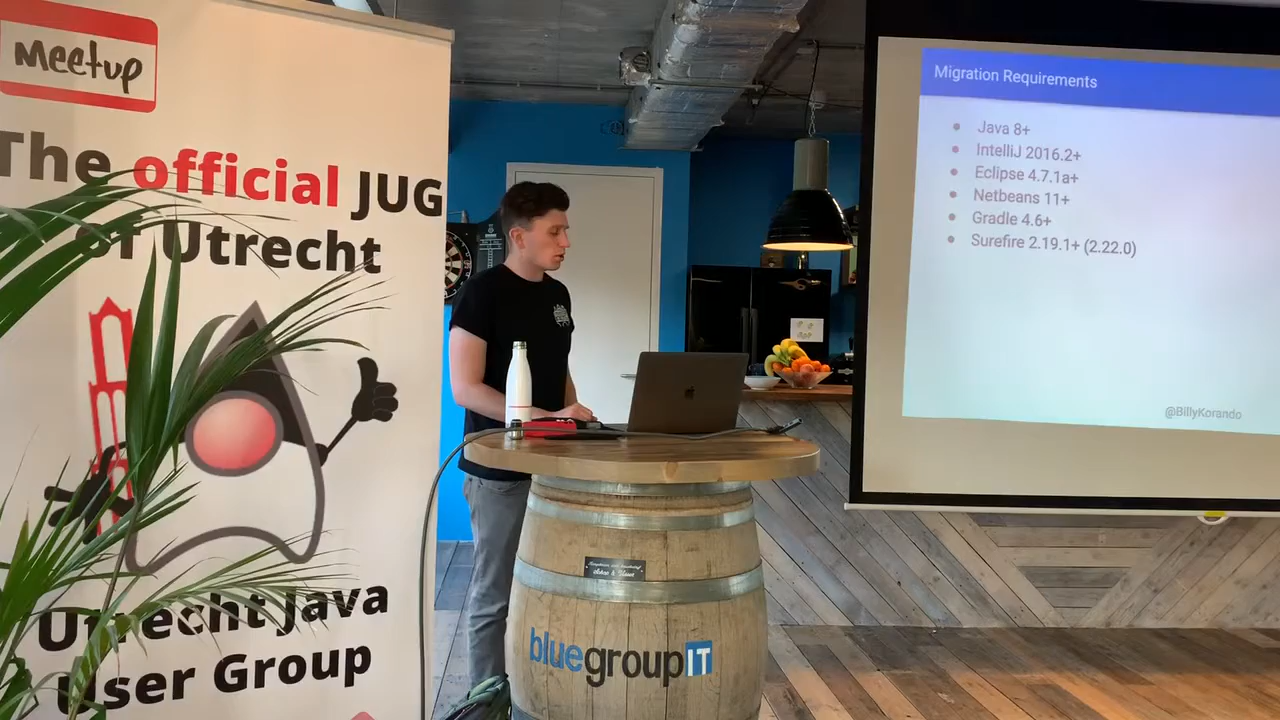 meetup
The official JUG
of Utrecht
Utrecht Java
User Group
bluegroupIT
Migration Requirements
Java 8+
IntelliJ 2016.2+
Eclipse 4.7.1a+
Netbeans 11+
Gradle 4.6+
Surefire 2.19.1+ (2.22.0)
@BillyKorando